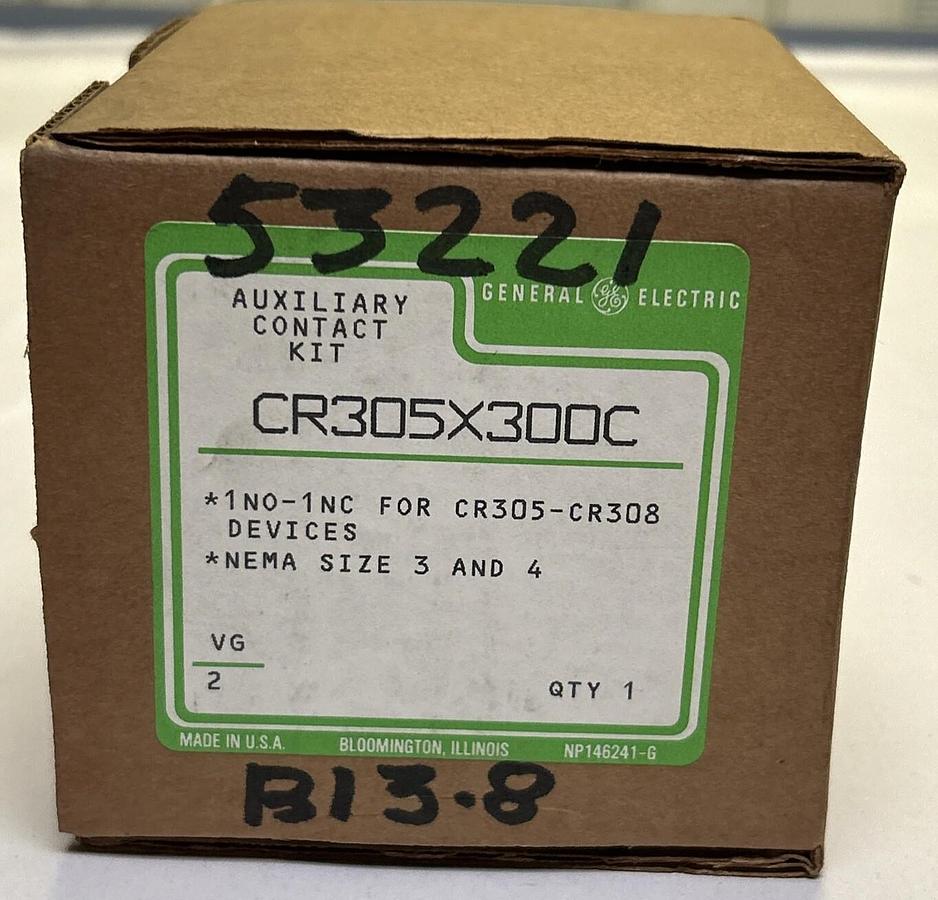 53221
GENERAL GE ELECTRIC
AUXILIARY
CONTACT
KIT
CR305X300C
*1NO-1NC FOR CR305-CR308
DEVICES
*NEMA SIZE 3 AND 4
VG
2
QTY 1
MADE IN U.S.A. BLOOMINGTON, ILLINOIS NP146241-G
B13-8